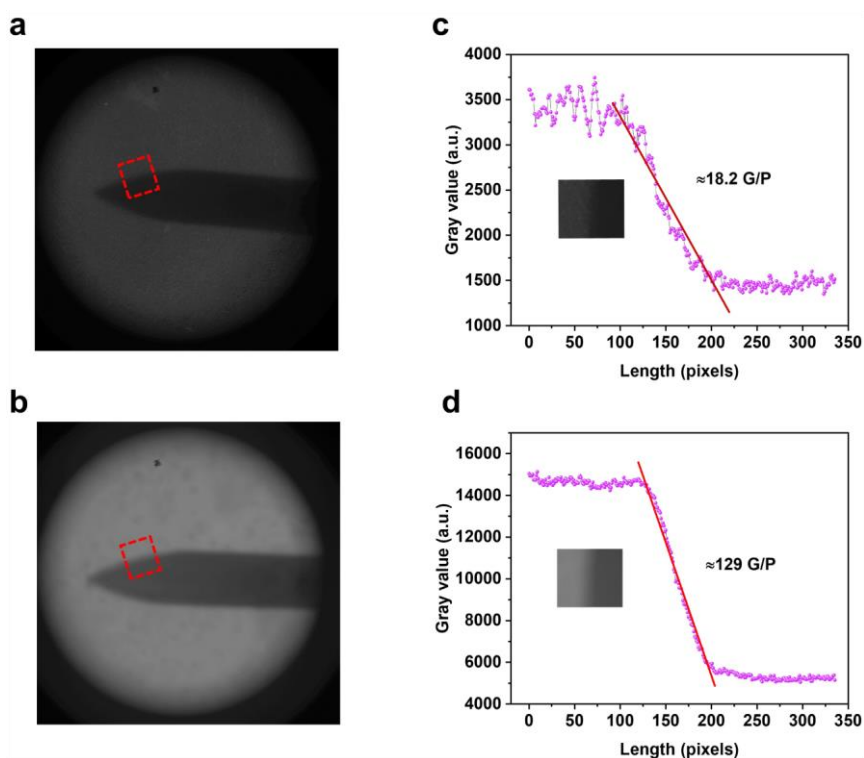 a
b
c
4000
3500
3000
2500
2000
1500
1000
Gray value (a.u.)
≈18.2 G/P
0 50 100 150 200 250 300 350
Length (pixels)
d
16000
14000
12000
10000
8000
6000
4000
Gray value (a.u.)
≈129 G/P
0 50 100 150 200 250 300 350
Length (pixels)